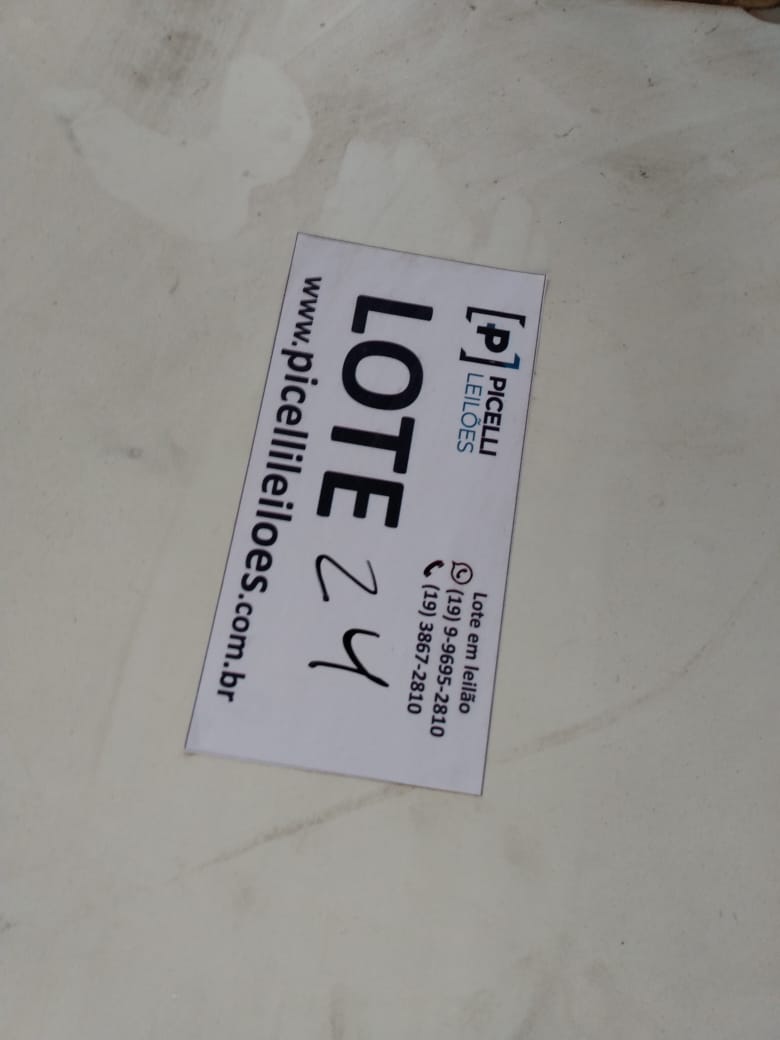 [P] PICELLI
LEILÕES
Lote em leilão
(19) 9-9695-2810
(19) 3867-2810
LOTE 24
www.picellileiloes.com.br